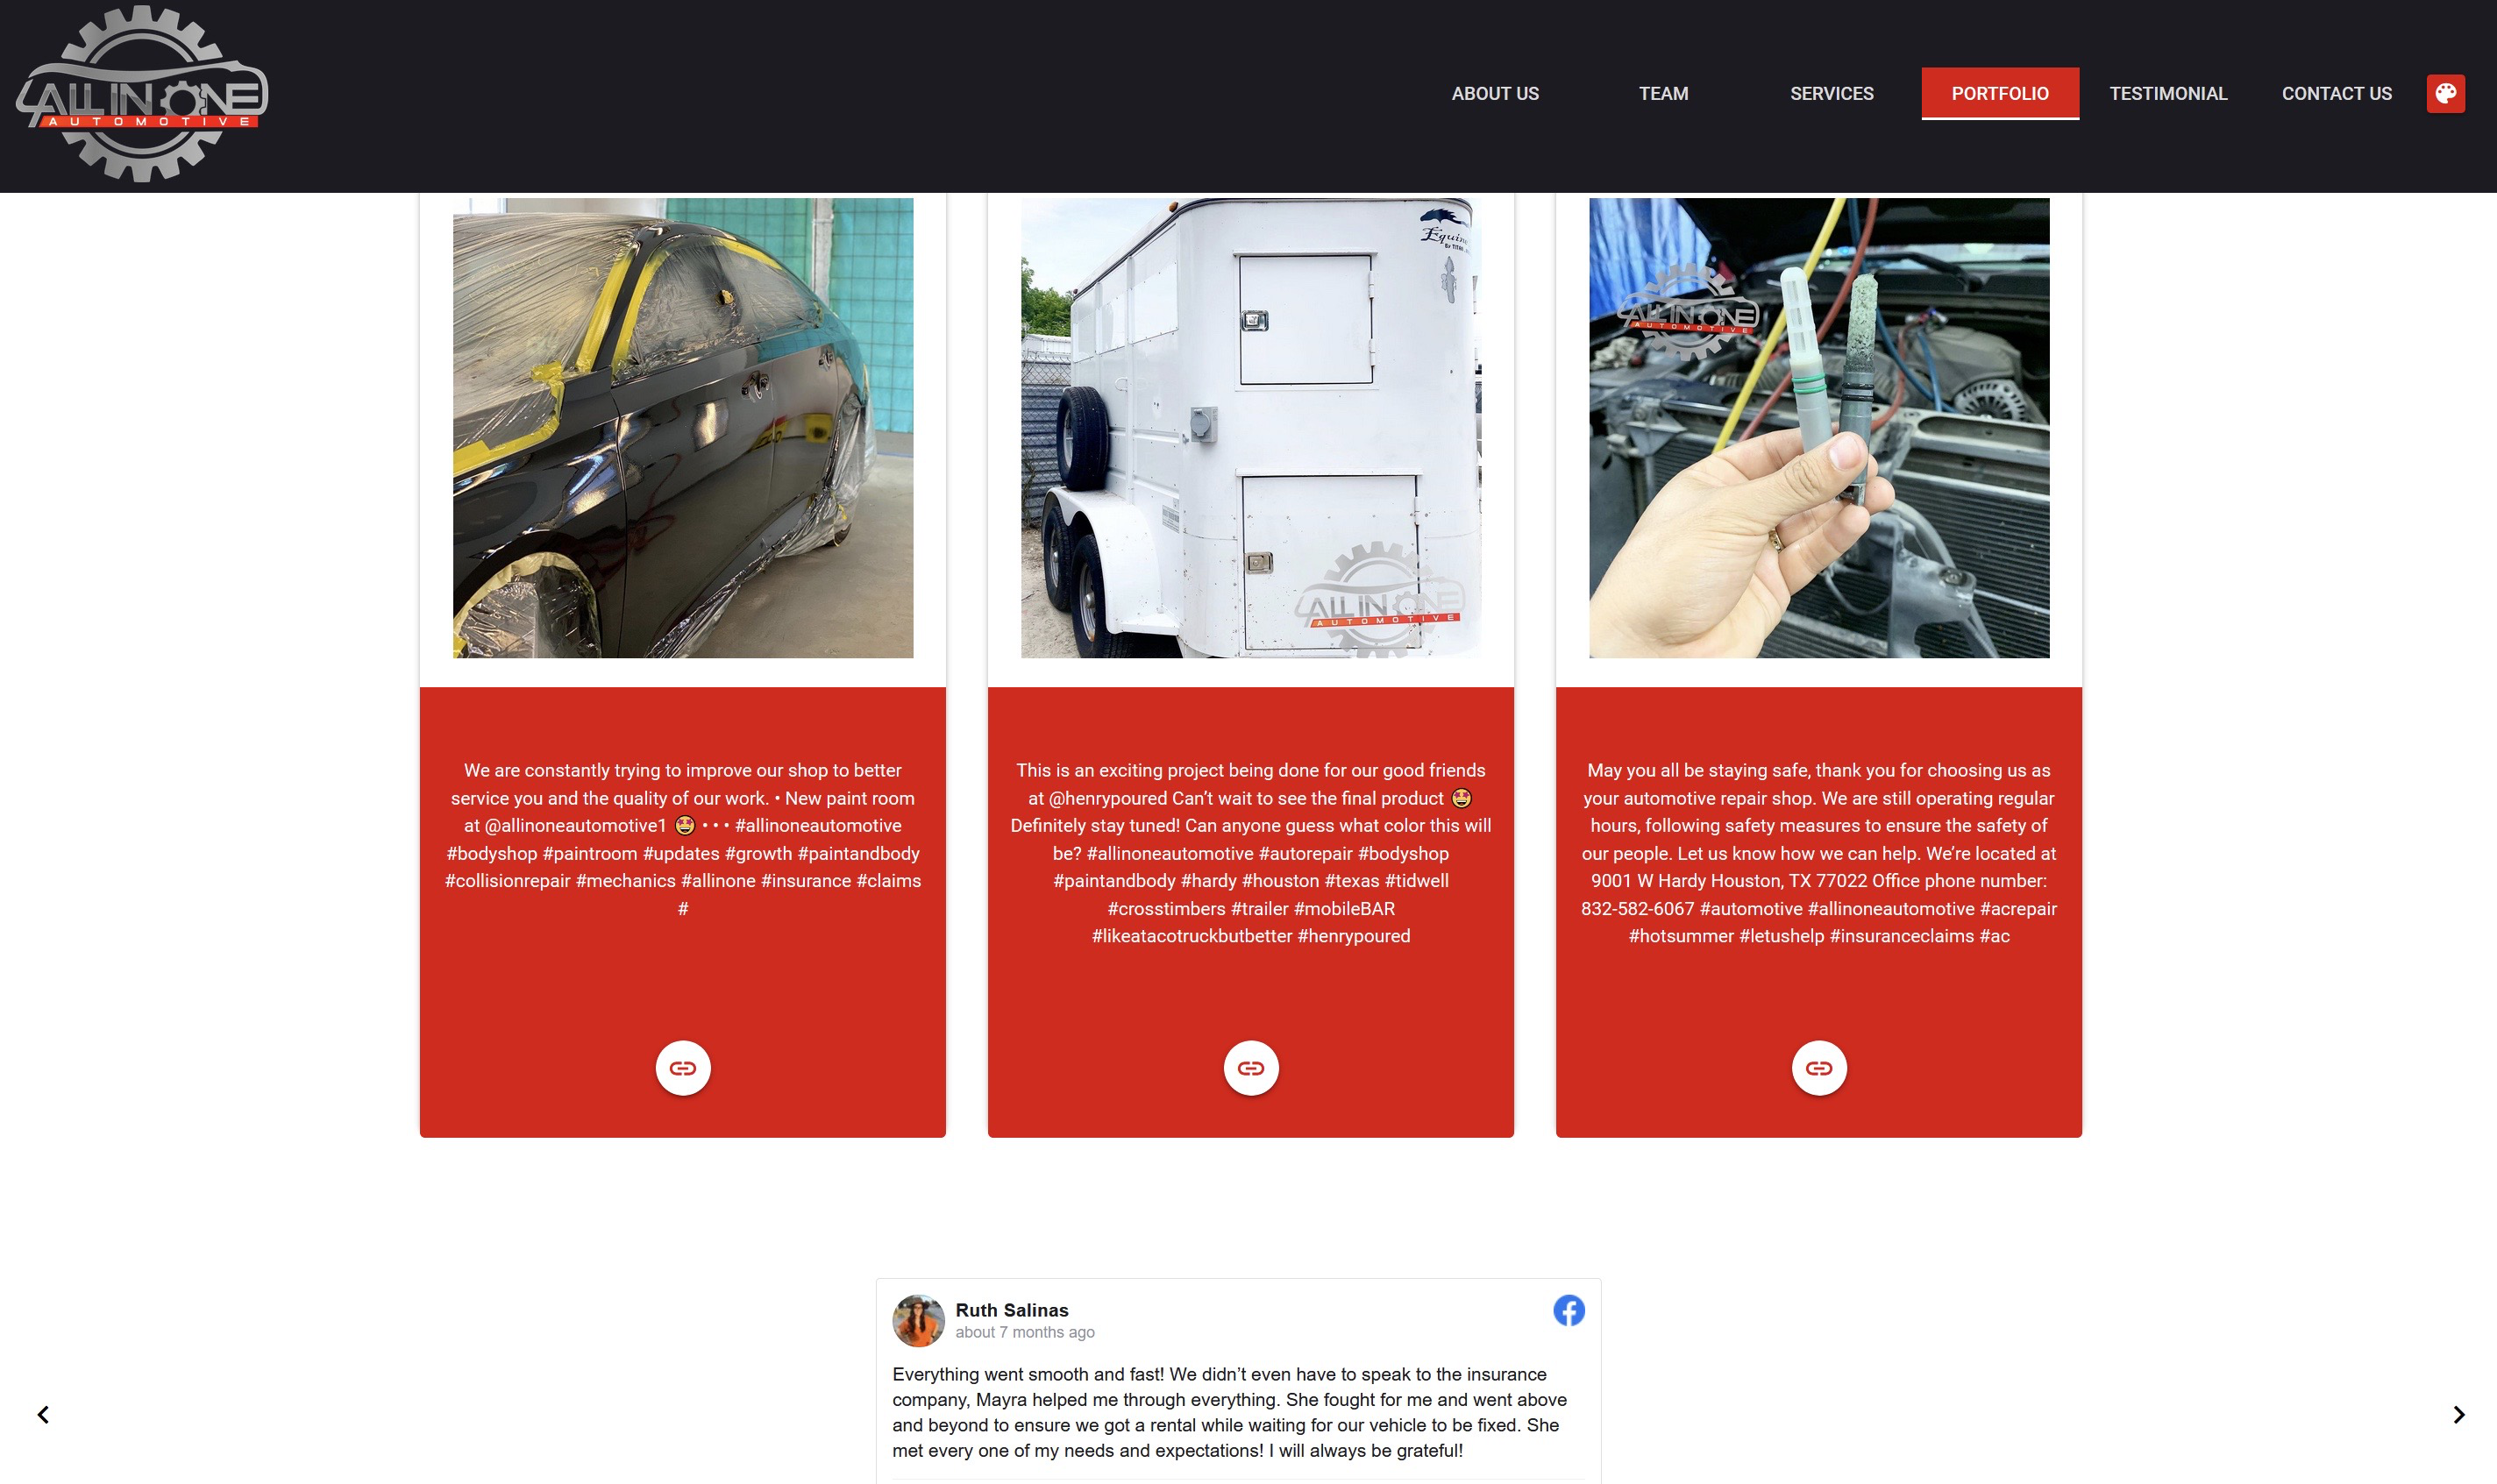 ALL IN ONE
AUTOMOTIVE
ABOUT US
TEAM
SERVICES
PORTFOLIO
TESTIMONIAL
CONTACT US
ALL IN ONE
AUTOMOTIVE
ALL IN ONE
AUTOMOTIVE
We are constantly trying to improve our shop to better
service you and the quality of our work. • New paint room
at @allinoneautomotive1 🤩 • • • #allinoneautomotive
#bodyshop #paintroom #updates #growth #paintandbody
#collisionrepair #mechanics #allinone #insurance #claims
#
This is an exciting project being done for our good friends
at @henrypoured Can’t wait to see the final product 🤩
Definitely stay tuned! Can anyone guess what color this will
be? #allinoneautomotive #autorepair #bodyshop
#paintandbody #hardy #houston #texas #tidwell
#crosstimbers #trailer #mobileBAR
#likeatacotruckbutbetter #henrypoured
May you all be staying safe, thank you for choosing us as
your automotive repair shop. We are still operating regular
hours, following safety measures to ensure the safety of
our people. Let us know how we can help. We’re located at
9001 W Hardy Houston, TX 77022 Office phone number:
832-582-6067 #automotive #allinoneautomotive #acrepair
#hotsummer #letushelp #insuranceclaims #ac
Ruth Salinas
about 7 months ago
Everything went smooth and fast! We didn’t even have to speak to the insurance
company, Mayra helped me through everything. She fought for me and went above
and beyond to ensure we got a rental while waiting for our vehicle to be fixed. She
met every one of my needs and expectations! I will always be grateful!